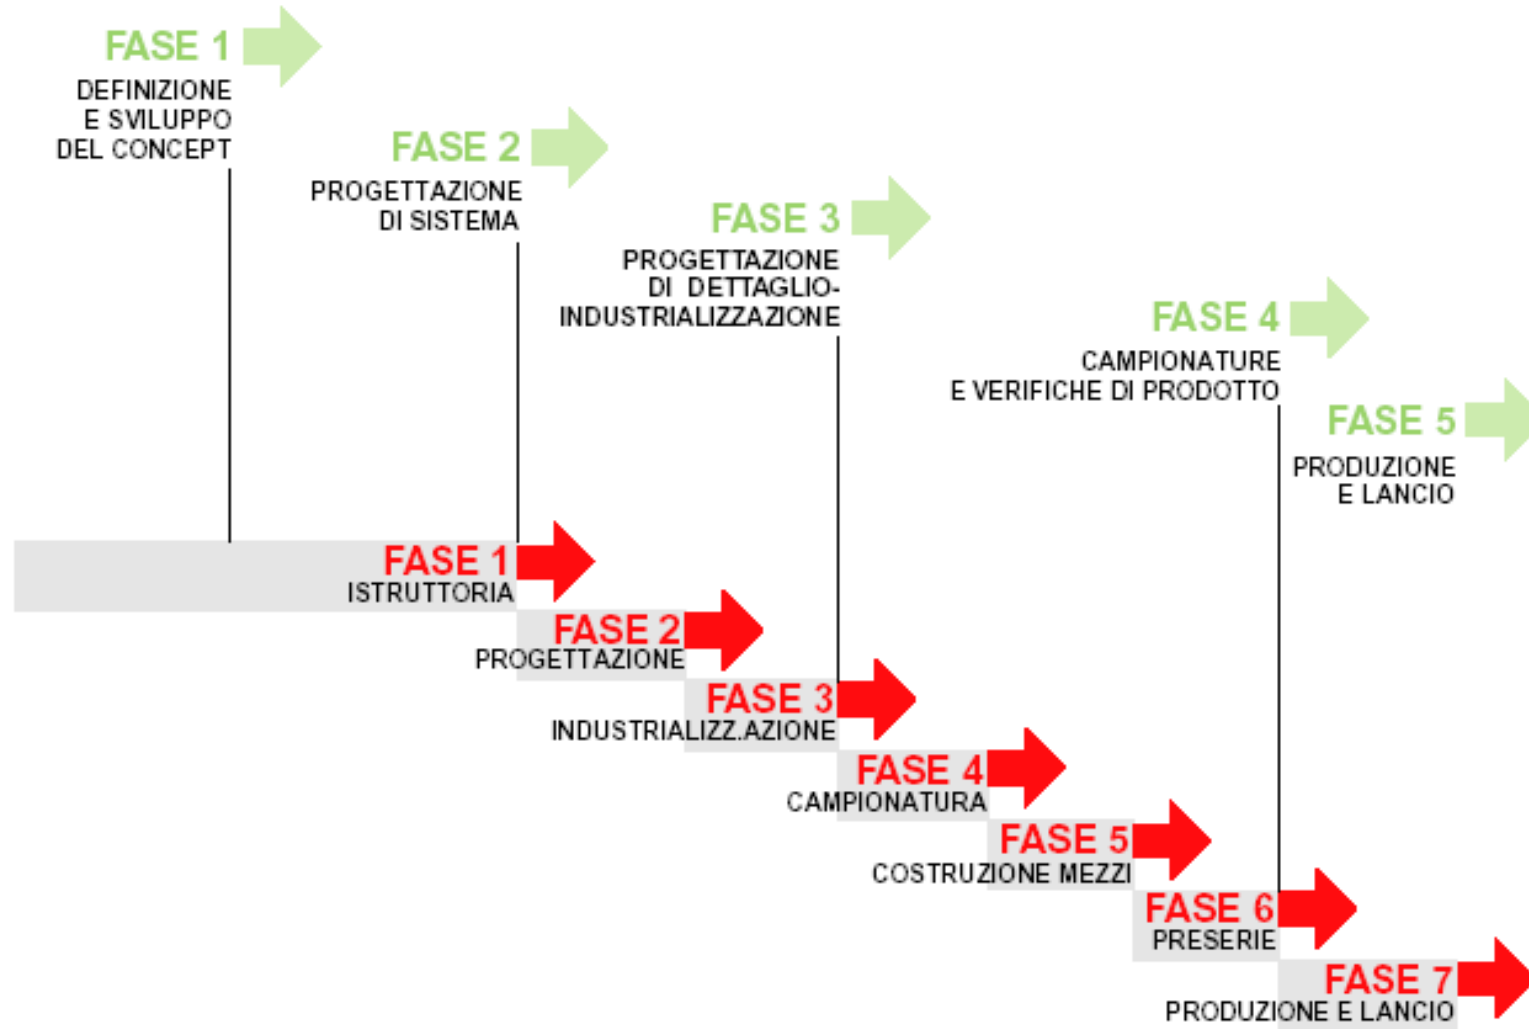 FASE 1
DEFINIZIONE
E SVILUPPO
DEL CONCEPT
FASE 2
PROGETTAZIONE
DI SISTEMA
FASE 3
PROGETTAZIONE
DI DETTAGLIO-
INDUSTRIALIZZAZIONE
FASE 4
CAMPIONATURE
E VERIFICHE DI PRODOTTO
FASE 5
PRODUZIONE
E LANCIO
FASE 1
ISTRUTTORIA
FASE 2
PROGETTAZIONE
FASE 3
INDUSTRIALIZZ.AZIONE
FASE 4
CAMPIONATURA
FASE 5
COSTRUZIONE MEZZI
FASE 6
PRESERIE
FASE 7
PRODUZIONE E LANCIO